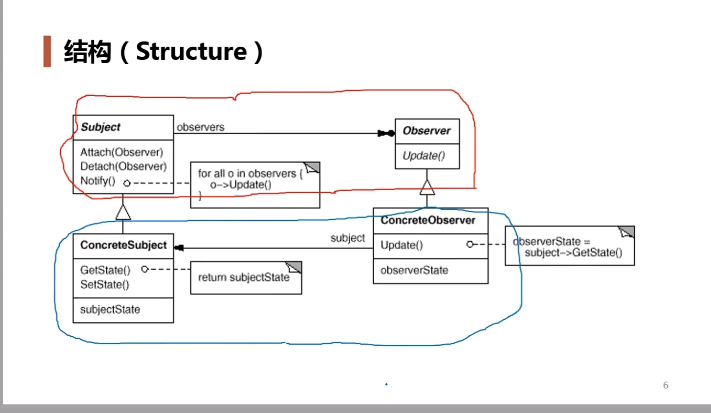 结构（Structure）
Subject
observers
Observer
Attach(Observer)
Detach(Observer)
Notify()
for all o in observers {
o->Update()
}
Update()
ConcreteSubject
subject
ConcreteObserver
GetState()
SetState()
return subjectState
Update()
observerState =
subject->GetState()
subjectState
observerState
6